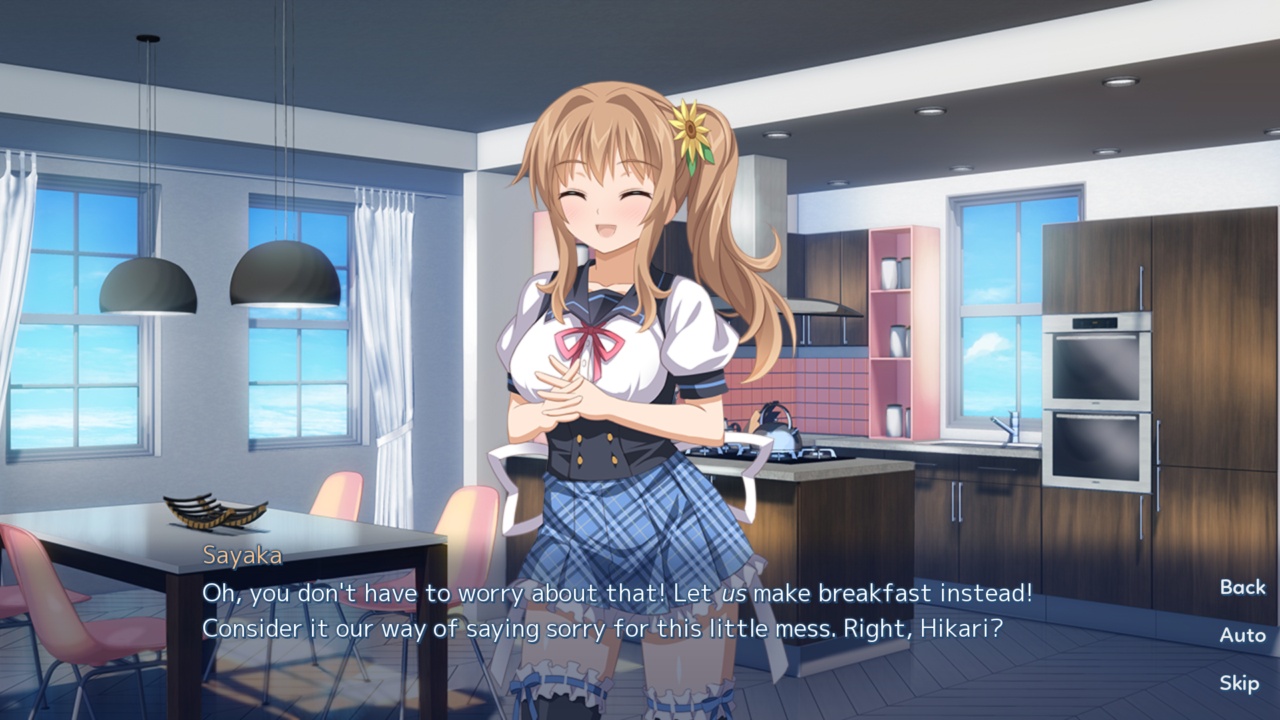 Sayaka
Oh, you don't have to worry about that! Let us make breakfast instead!
Consider it our way of saying sorry for this little mess. Right, Hikari?
Back
Auto
Skip